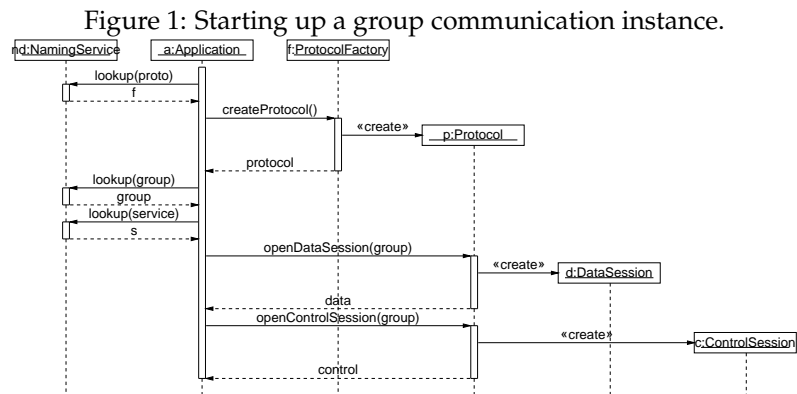 Figure 1: Starting up a group communication instance.
nd:NamingService a:Application f:ProtocolFactory
lookup(proto)
f
createProtocol()
«create»
p:Protocol
protocol
lookup(group)
group
lookup(service)
s
openDataSession(group)
«create»
d:DataSession
data
openControlSession(group)
«create»
c:ControlSession
control